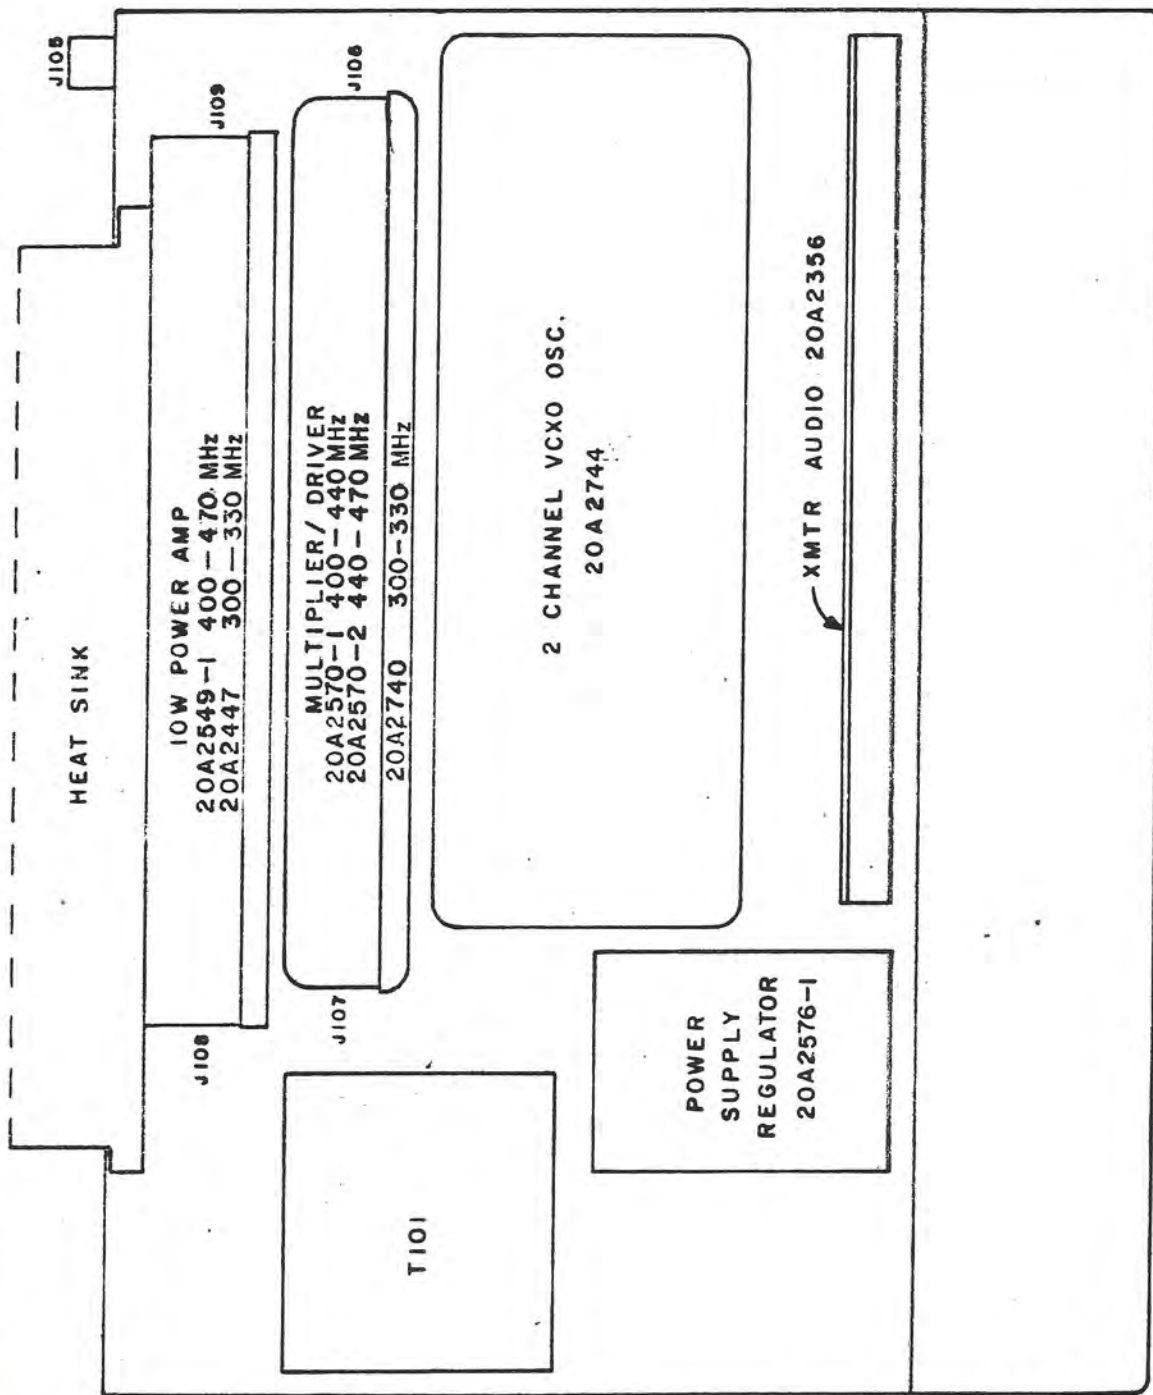 J105
HEAT SINK
J109
10W POWER AMP
20A2549-1 400-470 MHz
20A2447 300-330 MHz
J108
J106
MULTIPLIER/DRIVER
20A2570-1 400-440 MHz
20A2570-2 440-470 MHz
20A2740 300-330 MHz
J107
2 CHANNEL VCXO OSC.
20A2744
T101
POWER
SUPPLY
REGULATOR
20A2576-1
XMTR AUDIO 20A2356